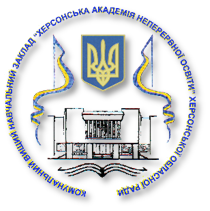 КОМУНАЛЬНИЙ ВИЩИЙ НАВЧАЛЬНИЙ ЗАКЛАД "ХЕРСОНСЬКА АКАДЕМІЯ НЕПЕРЕРВНОЇ ОСВІТИ" ХЕРСОНСЬКОЇ ОБЛАСНОЇ РАДИ